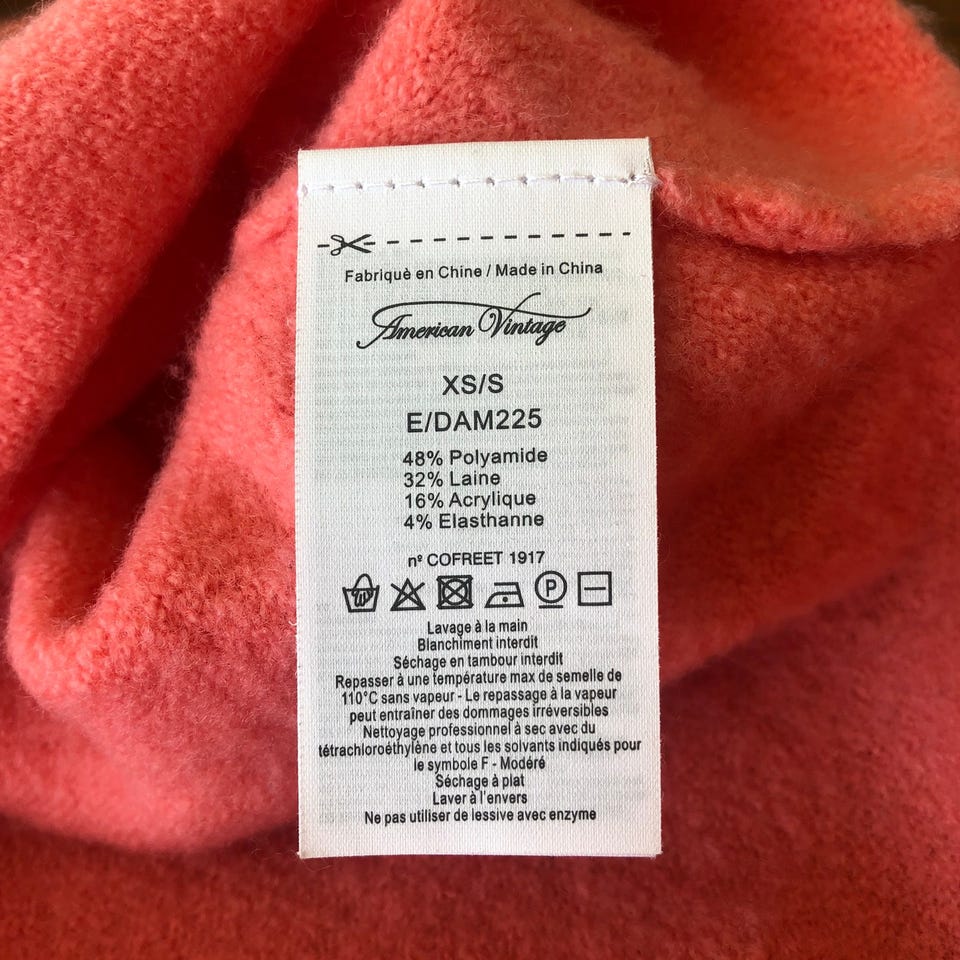 Fabriquè en Chine / Made in China
American Vintage
XS/S
E/DAM225
48% Polyamide
32% Laine
16% Acrylique
4% Elasthanne
nº COFREET 1917
P
Lavage à la main
Blanchiment interdit
Séchage en tambour interdit
Repasser à une température max de semelle de
110°C sans vapeur - Le repassage à la vapeur
peut entraîner des dommages irréversibles
Nettoyage professionnel à sec avec du
tétrachloroéthylène et tous les solvants indiqués pour
le symbole F - Modéré
Séchage à plat
Laver à l'envers
Ne pas utiliser de lessive avec enzyme